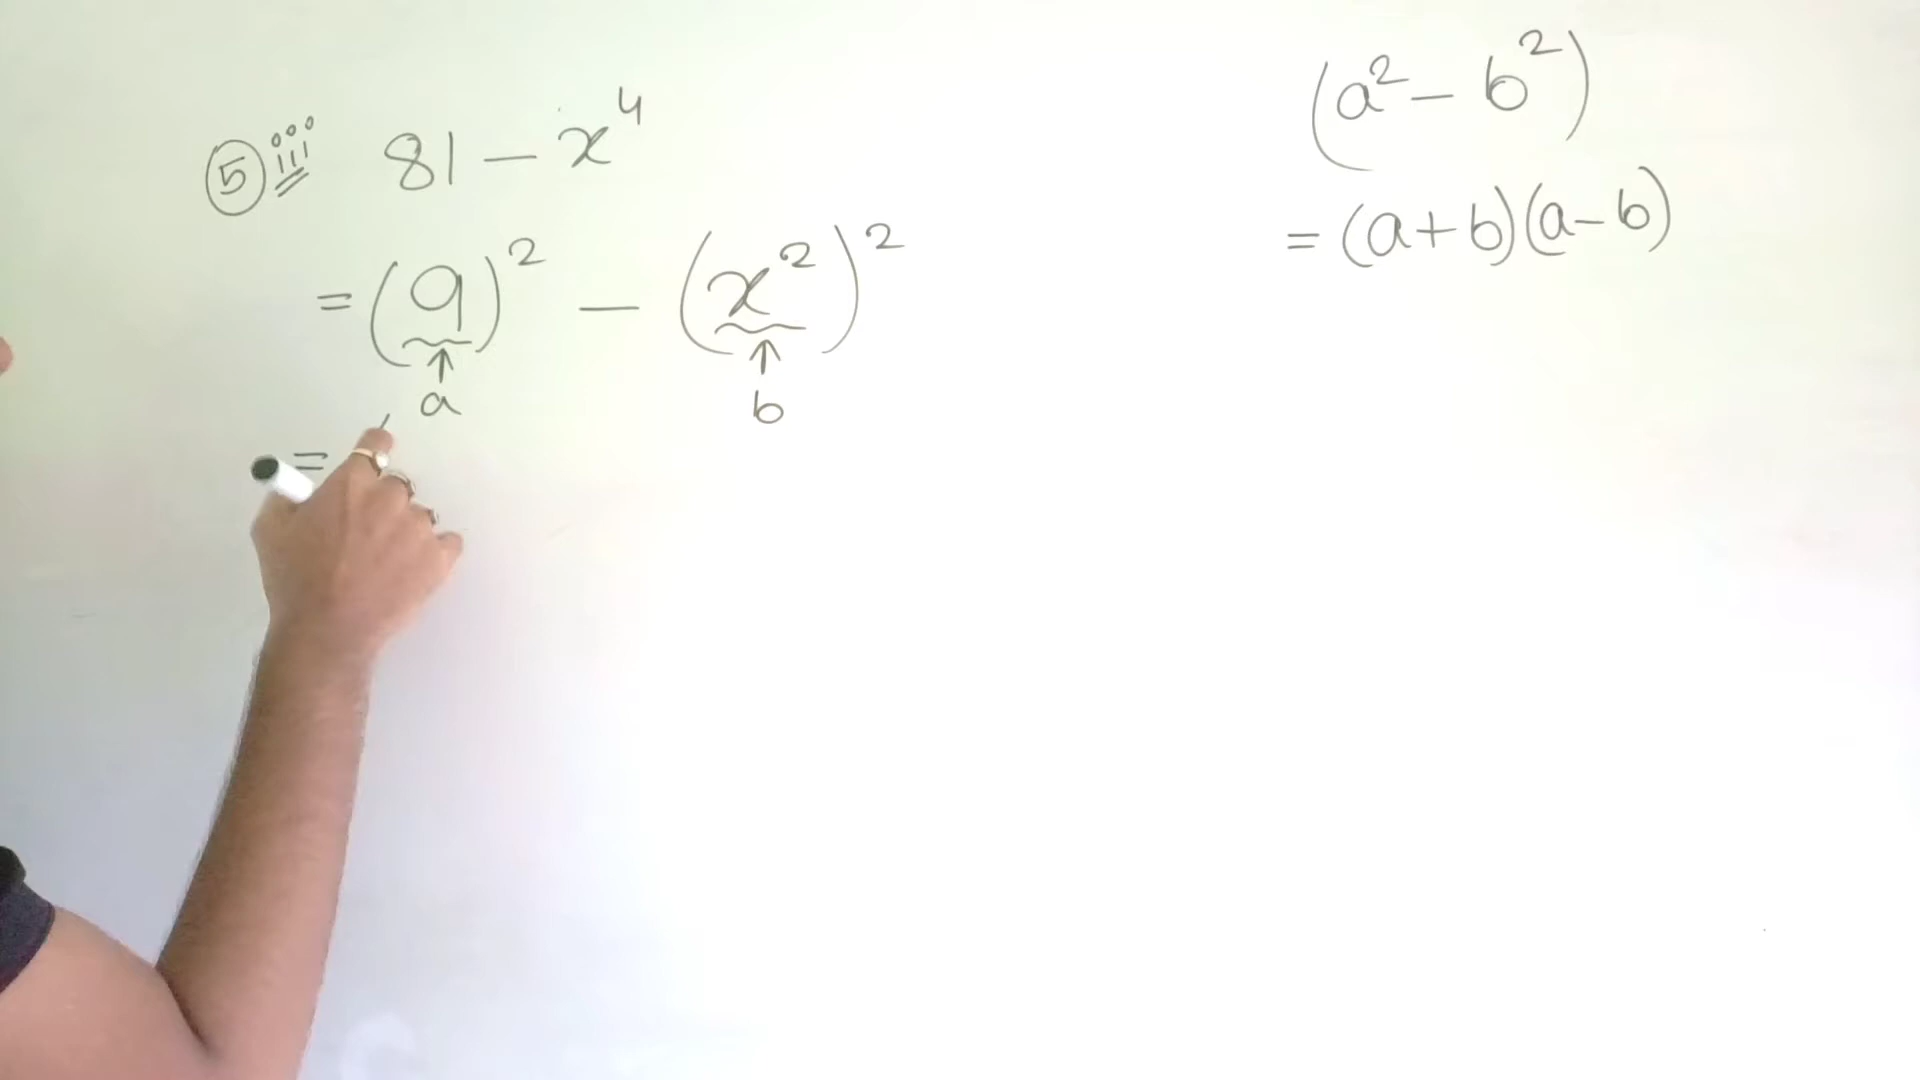 ⑤ iii 81 − x⁴
= (9)² − (x²)²
↑ ↑
a b
=
(a² − b²)
= (a+b)(a−b)